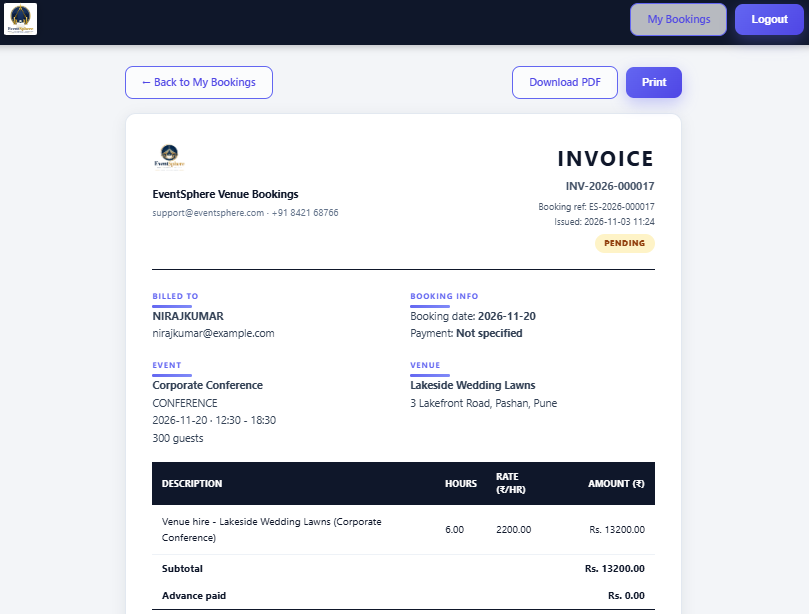 EventSphere
My Bookings
Logout
← Back to My Bookings
Download PDF
Print
EventSphere
INVOICE
INV-2026-000017
EventSphere Venue Bookings
Booking ref: ES-2026-000017
support@eventsphere.com · +91 8421 68766
Issued: 2026-11-03 11:24
PENDING
BILLED TO
NIRAJKUMAR
nirajkumar@example.com
BOOKING INFO
Booking date: 2026-11-20
Payment: Not specified
EVENT
Corporate Conference
CONFERENCE
2026-11-20 · 12:30 - 18:30
300 guests
VENUE
Lakeside Wedding Lawns
3 Lakefront Road, Pashan, Pune
DESCRIPTION HOURS RATE (₹/HR) AMOUNT (₹)
Venue hire - Lakeside Wedding Lawns (Corporate
Conference) 6.00 2200.00 Rs. 13200.00
Subtotal Rs. 13200.00
Advance paid Rs. 0.00